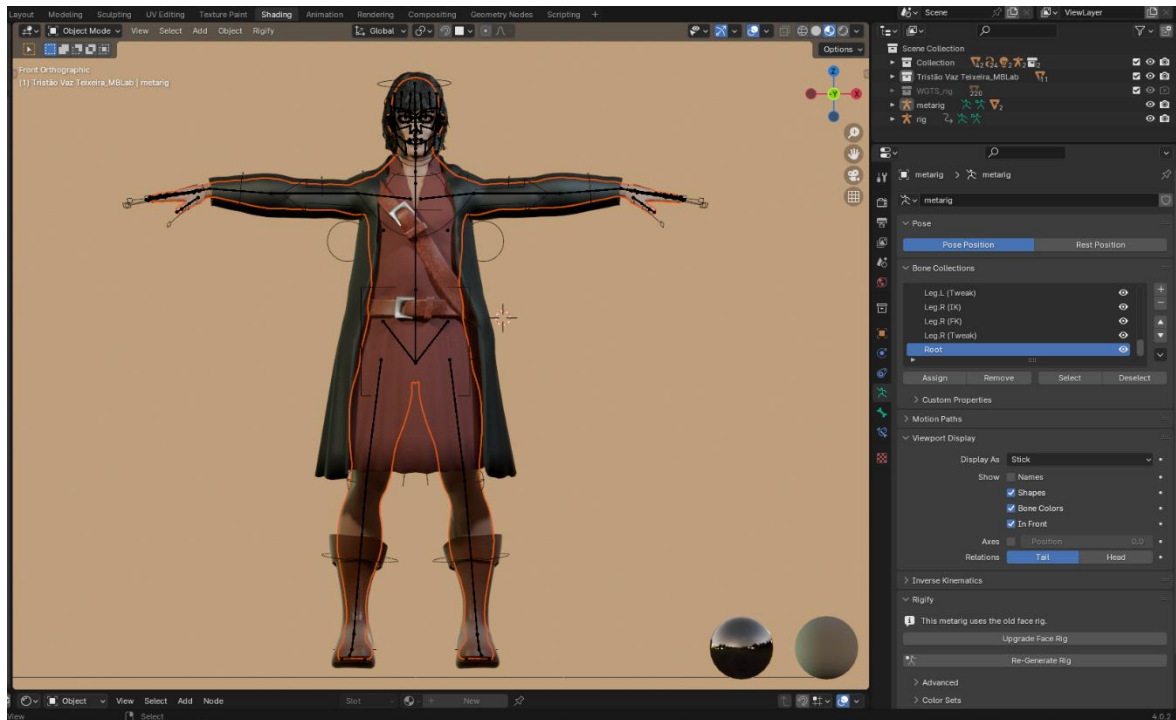 Layout Modeling Sculpting UV Editing Texture Paint Shading Animation Rendering Compositing Geometry Nodes Scripting +
Scene ViewLayer
Object Mode View Select Add Object Rigify Global
Options
Front Orthographic
(1) Tristão Vaz Teixeira_MBLab | metarig
Z
-Y
X
Scene Collection
Collection
Tristão Vaz Teixeira_MBLab 11
WGTS_rig 220
metarig 2
rig
metarig > metarig
metarig
Pose
Pose Position Rest Position
Bone Collections
Leg.L (Tweak)
Leg.R (IK)
Leg.R (FK)
Leg.R (Tweak)
Root
Assign Remove Select Deselect
Custom Properties
Motion Paths
Viewport Display
Display As Stick
Show Names
Shapes
Bone Colors
In Front
Axes Position 0.0
Relations Tail Head
Inverse Kinematics
Rigify
This metarig uses the old face rig.
Upgrade Face Rig
Re-Generate Rig
Advanced
Color Sets
Object View Select Add Node Slot New
View Select